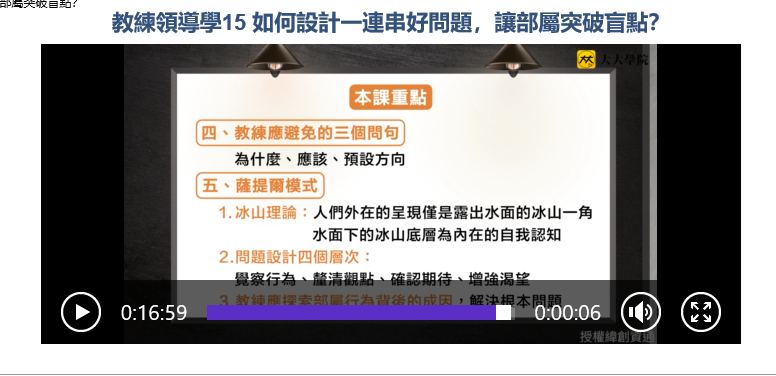 部屬突破盲點?
教練領導學15 如何設計一連串好問題，讓部屬突破盲點?
大大學院
本課重點
四、教練應避免的三個問句
為什麼、應該、預設方向
五、薩提爾模式
1.冰山理論：人們外在的呈現僅是露出水面的冰山一角
水面下的冰山底層為內在的自我認知
2.問題設計四個層次：
覺察行為、釐清觀點、確認期待、增強渴望
3.教練應探索部屬行為背後的成因，解決根本問題
0:16:59
0:00:06
授權緯創資通